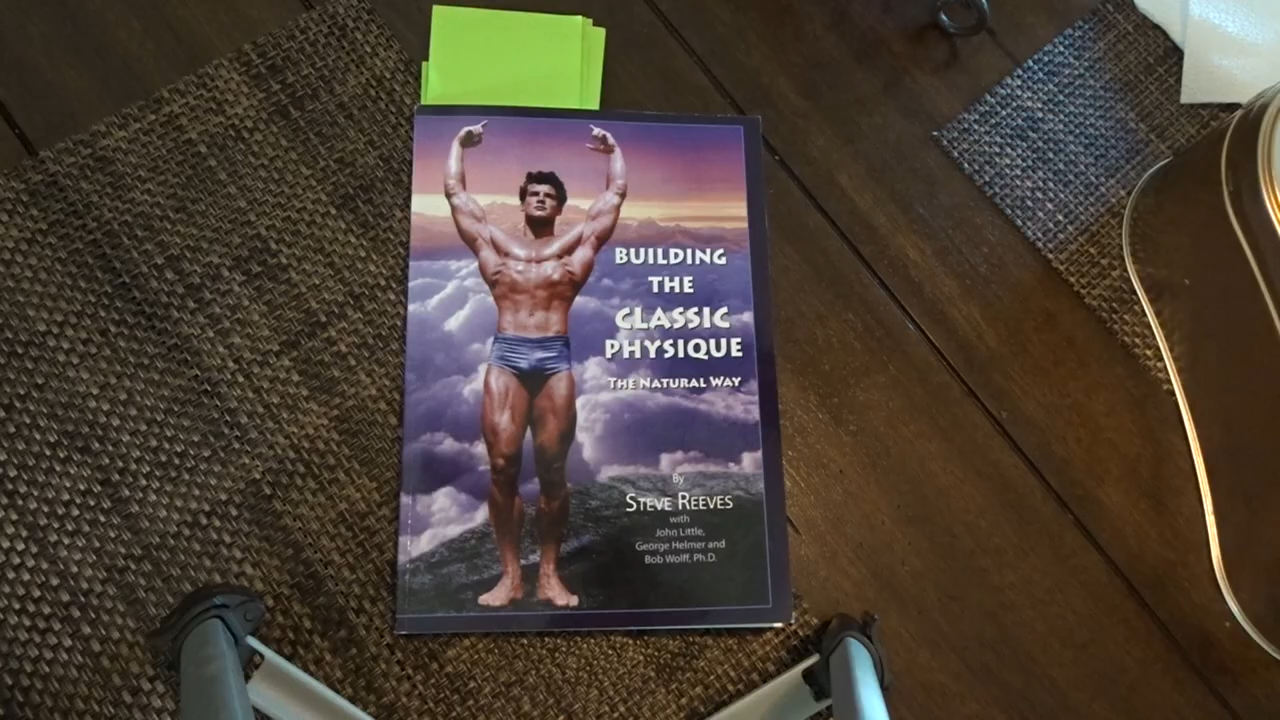 BUILDING
THE
CLASSIC
PHYSIQUE
THE NATURAL WAY
By
STEVE REEVES
with
John Little,
George Helmer and
Bob Wolff, Ph.D.